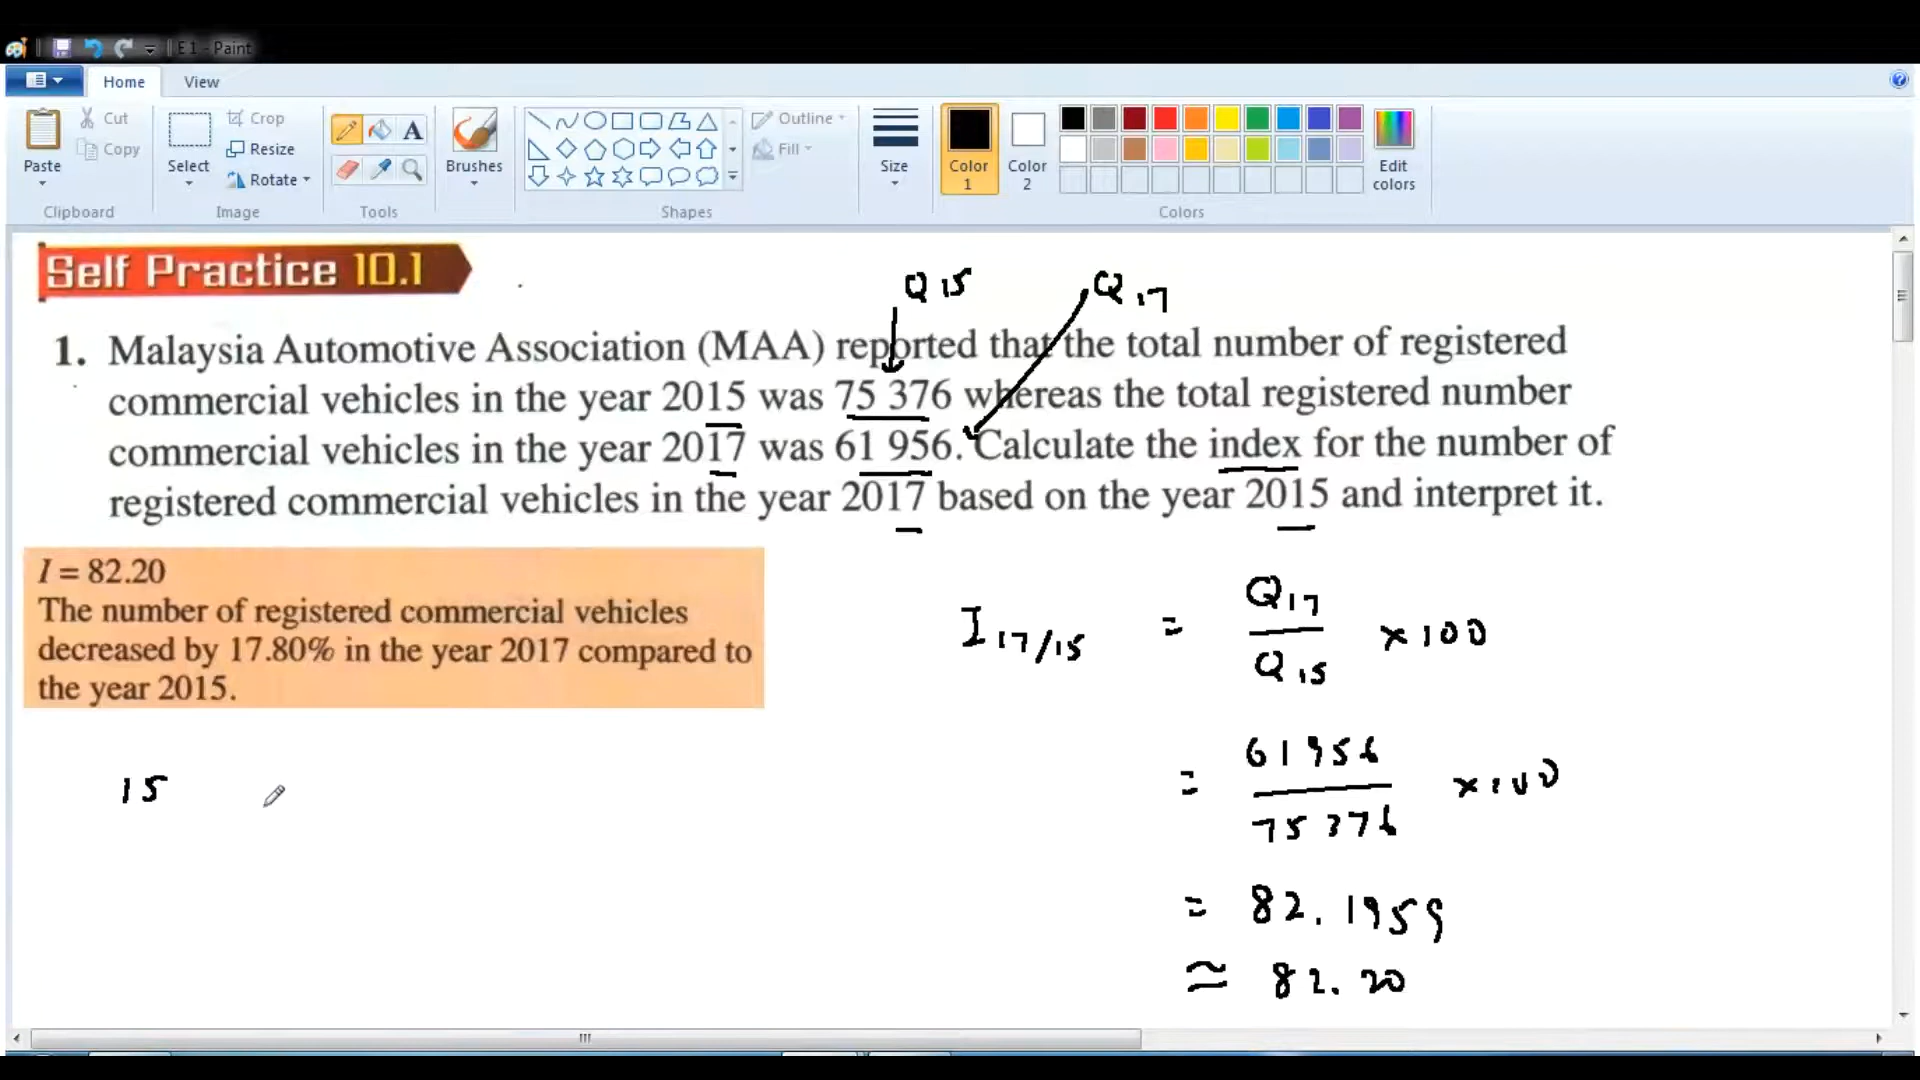 E 1 - Paint
Home View
Paste Cut Copy Clipboard
Select Crop Resize Rotate Image
A Tools
Brushes
Outline Fill Shapes
Size
Color 1 Color 2 Edit colors Colors
Self Practice 10.1
Q 15 Q 17
1. Malaysia Automotive Association (MAA) reported that the total number of registered
commercial vehicles in the year 2015 was 75 376 whereas the total registered number
commercial vehicles in the year 2017 was 61 956. Calculate the index for the number of
registered commercial vehicles in the year 2017 based on the year 2015 and interpret it.
I = 82.20
The number of registered commercial vehicles
decreased by 17.80% in the year 2017 compared to
the year 2015.
I 17/15 = Q17 / Q15 × 100
= 61956 / 75376 × 100
= 82.1959
≃ 82.20
15